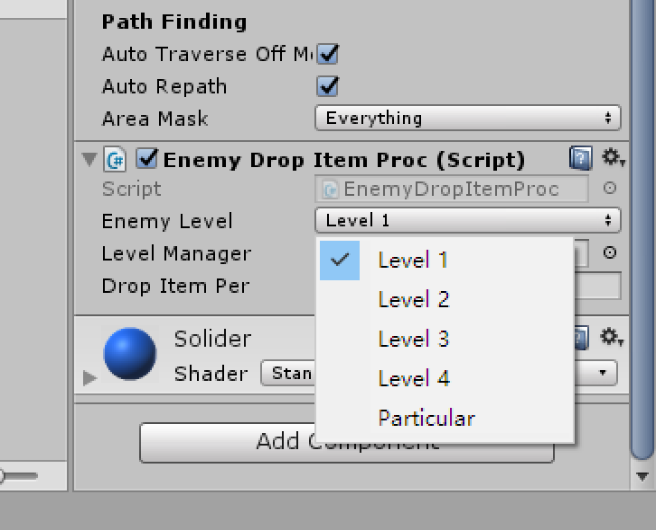 Path Finding
Auto Traverse Off M
Auto Repath
Area Mask Everything
Enemy Drop Item Proc (Script)
Script EnemyDropItemProc
Enemy Level Level 1
Level Manager Level 1
Drop Item Per Level 2
Solider Level 3
Shader Stan Level 4
Particular
Add Component